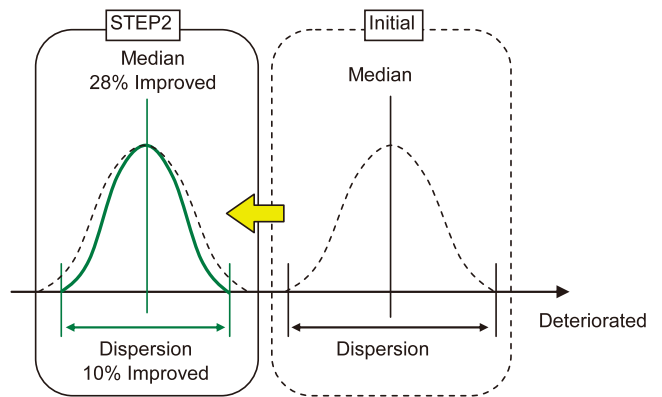 STEP2
Median
28% Improved
Dispersion
10% Improved
Initial
Median
Dispersion
Deteriorated